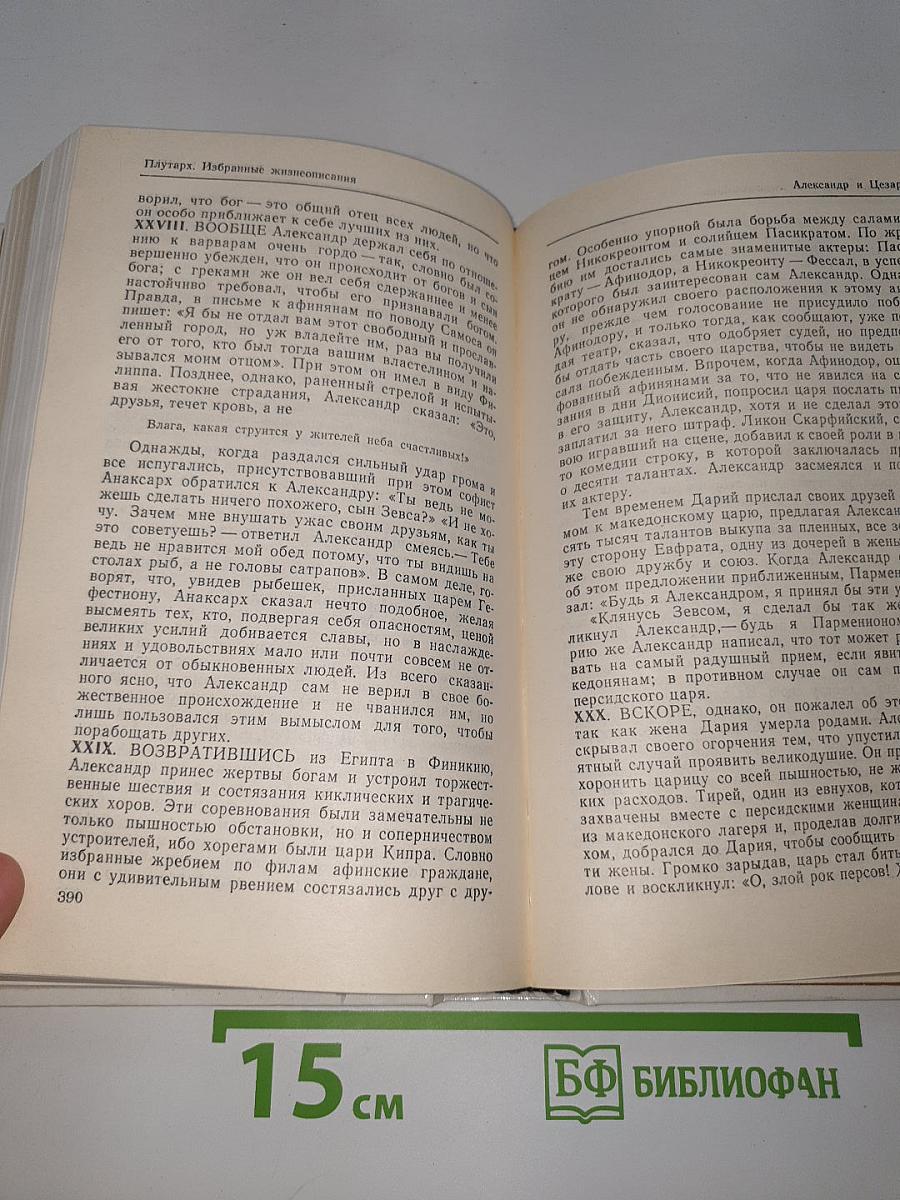 Плутарх. Избранные жизнеописания
ворил, что бог — это общий отец всех людей, но что
он особо приближает к себе лучших из них.
XXVIII. ВООБЩЕ Александр держал себя по отноше-
нию к варварам очень гордо — так, словно был со-
вершенно убежден, что он происходит от богов и сын
бога; с греками же он вел себя сдержаннее и менее
настойчиво требовал, чтобы его признавали богом.
Правда, в письме к афинянам по поводу Самоса он
пишет: «Я бы не отдал вам этот свободный и прослав-
ленный город, но уж владейте им, раз вы получили
его от того, кто был тогда вашим властелином и на-
зывался моим отцом». При этом он имел в виду Фи-
липпа. Позднее, однако, раненный стрелой и испыты-
вая жестокие страдания, Александр сказал: «Это,
друзья, течет кровь, а не
Влага, какая струится у жителей неба счастливых!»
Однажды, когда раздался сильный удар грома и
все испугались, присутствовавший при этом софист
Анаксарх обратился к Александру: «Ты ведь не мо-
жешь сделать ничего похожего, сын Зевса?» «И не хо-
чу. Зачем мне внушать ужас своим друзьям, как ты
это советуешь? — ответил Александр смеясь.— Тебе
ведь не нравится мой обед потому, что ты видишь на
столах рыб, а не головы сатрапов». В самом деле, го-
ворят, что, увидев рыбешек, присланных царем Ге-
фестиону, Анаксарх сказал нечто подобное, желая
высмеять тех, кто, подвергая себя опасностям, ценой
великих усилий добивается славы, но в наслажде-
ниях и удовольствиях мало или почти совсем не от-
личается от обыкновенных людей. Из всего сказан-
ного ясно, что Александр сам не верил в свое бо-
жественное происхождение и не чванился им, но
лишь пользовался этим вымыслом для того, чтобы
порабощать других.
XXIX. ВОЗВРАТИВШИСЬ из Египта в Финикию,
Александр принес жертвы богам и устроил торжест-
венные шествия и состязания киклических и трагиче-
ских хоров. Эти соревнования были замечательны не
только пышностью обстановки, но и соперничеством
устроителей, ибо хорегами были цари Кипра. Словно
избранные жребием по филам афинские граждане,
они с удивительным рвением состязались друг с дру-
390
Александр и Цезар
гом. Особенно упорной была борьба между салами
цем Никокреонтом и солийцем Пасикратом. По жр
бию им достались самые знаменитые актеры: Пас
крату — Афинодор, а Никокреонту — Фессал, в успе
которого был заинтересован сам Александр. Одна
он не обнаружил своего расположения к этому ак
ру, прежде чем голосование не присудило побе
Афинодору, и только тогда, как сообщают, уже по
дая театр, сказал, что одобряет судей, но предпо
бы отдать часть своего царства, чтобы не видеть
сала побежденным. Впрочем, когда Афинодор, ош
фованный афинянами за то, что не явился на с
зания в дни Дионисий, попросил царя послать пи
в его защиту, Александр, хотя и не сделал этог
заплатил за него штраф. Ликон Скарфийский, с
вою игравший на сцене, добавил к своей роли в
то комедии строку, в которой заключалась пр
о десяти талантах. Александр засмеялся и по
их актеру.
Тем временем Дарий прислал своих друзей
мом к македонскому царю, предлагая Алексан
сять тысяч талантов выкупа за пленных, все з
эту сторону Евфрата, одну из дочерей в жены
же свою дружбу и союз. Когда Александр
об этом предложении приближенным, Пармен
зал: «Будь я Александром, я принял бы эти у
«Клянусь Зевсом, я сделал бы так же
ликнул Александр,— будь я Парменионом
рию же Александр написал, что тот может р
вать на самый радушный прием, если явит
кедонянам; в противном случае он сам п
персидского царя.
XXX. ВСКОРЕ, однако, он пожалел об это
так как жена Дария умерла родами. Але
скрывал своего огорчения тем, что упустил
ятный случай проявить великодушие. Он пр
хоронить царицу со всей пышностью, не ж
ких расходов. Тирей, один из евнухов, кот
захвачены вместе с персидскими женщина
из македонского лагеря и, проделав долги
хом, добрался до Дария, чтобы сообщить
ти жены. Громко зарыдав, царь стал бить
лове и воскликнул: «О, злой рок персов!
15 см
БФ БИБЛИОФАН